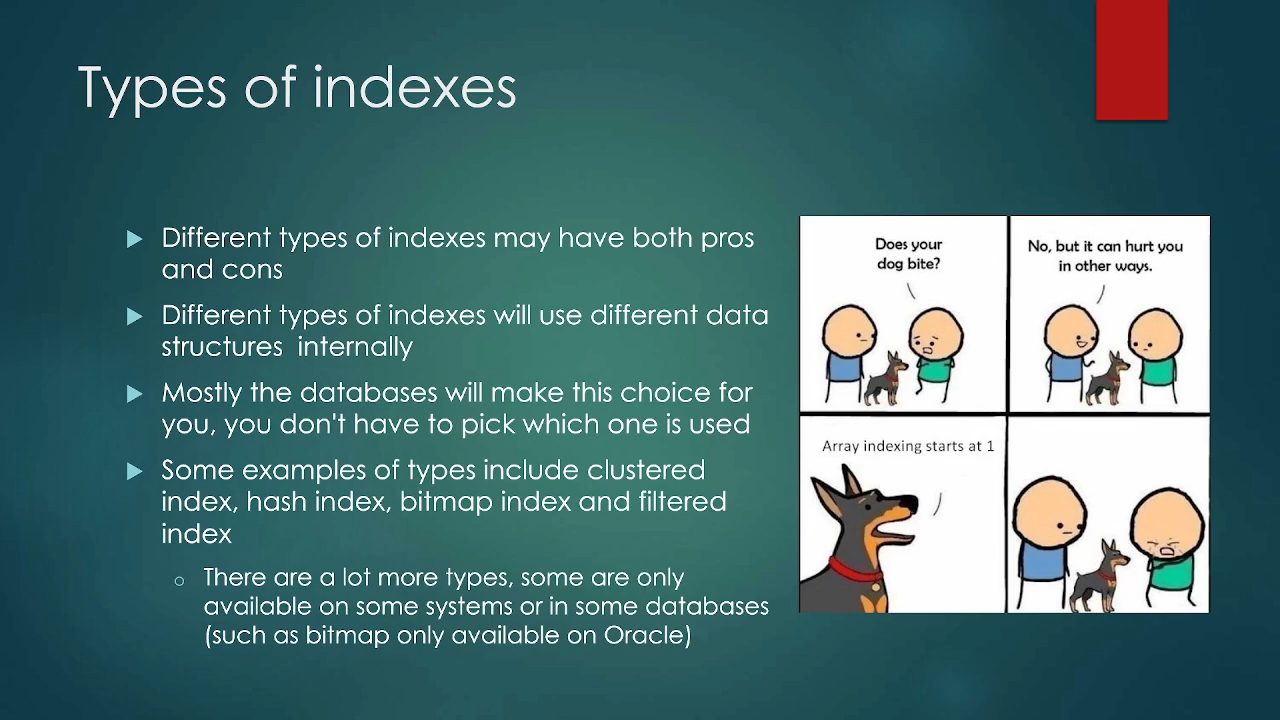 Types of indexes
Different types of indexes may have both pros
and cons
Different types of indexes will use different data
structures  internally
Mostly the databases will make this choice for
you, you don't have to pick which one is used
Some examples of types include clustered
index, hash index, bitmap index and filtered
index
There are a lot more types, some are only
available on some systems or in some databases
(such as bitmap only available on Oracle)
Does your
dog bite?
No, but it can hurt you
in other ways.
Array indexing starts at 1